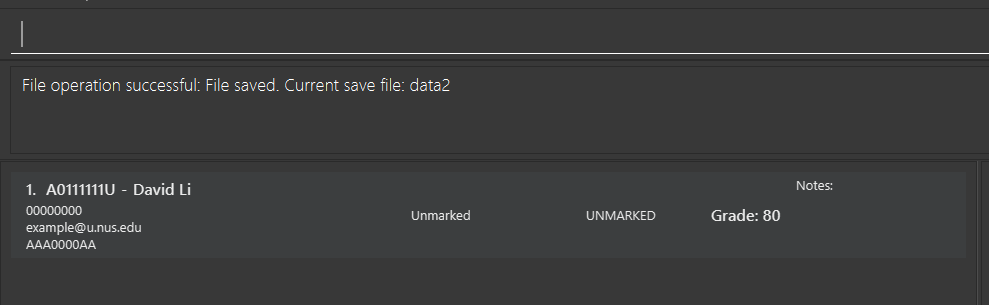 File operation successful: File saved. Current save file: data2
1. A0111111U - David Li
00000000
example@u.nus.edu
AAA0000AA
Unmarked
UNMARKED
Grade: 80
Notes: